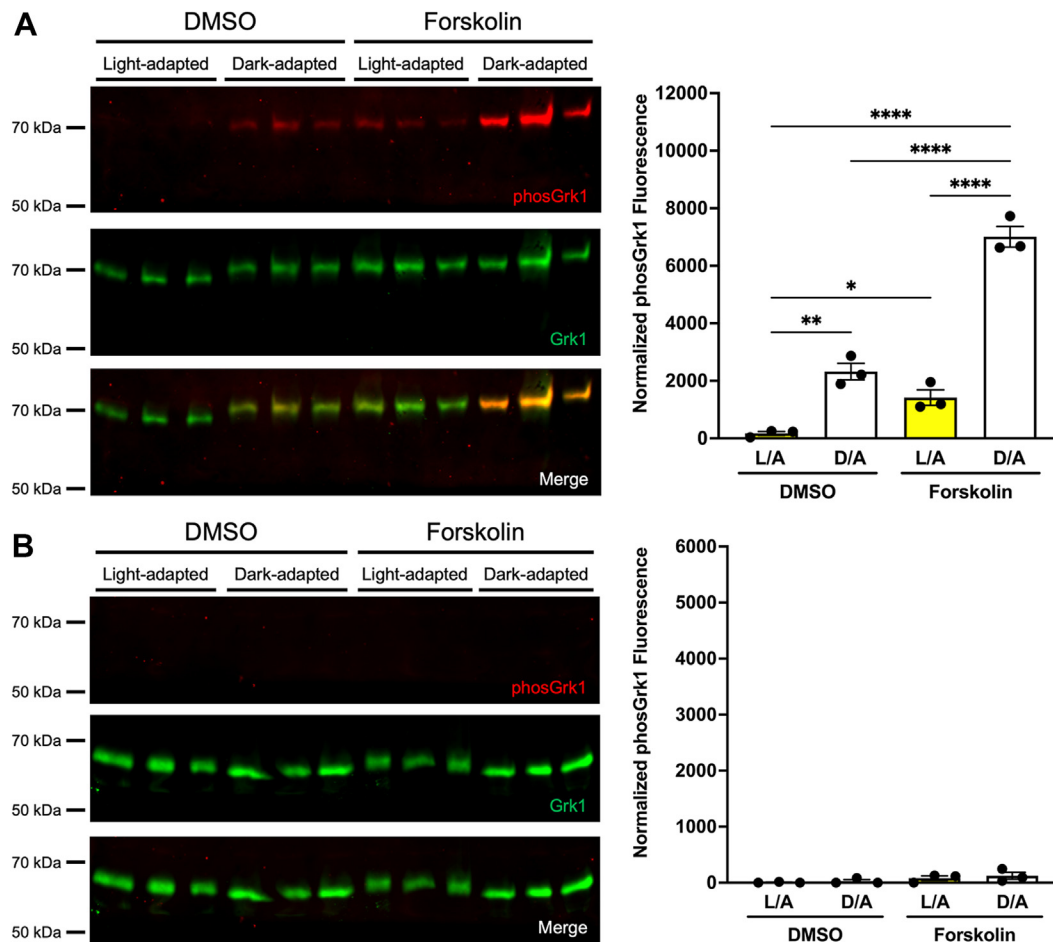 A
DMSO Forskolin
Light-adapted Dark-adapted Light-adapted Dark-adapted
70 kDa
50 kDa
phosGrk1
70 kDa
50 kDa
Grk1
70 kDa
50 kDa
Merge
Normalized phosGrk1 Fluorescence
12000
10000
8000
6000
4000
2000
0
****
****
****
*
**
L/A D/A L/A D/A
DMSO Forskolin
B
DMSO Forskolin
Light-adapted Dark-adapted Light-adapted Dark-adapted
70 kDa
50 kDa
phosGrk1
70 kDa
50 kDa
Grk1
70 kDa
50 kDa
Merge
Normalized phosGrk1 Fluorescence
6000
5000
4000
3000
2000
1000
0
L/A D/A L/A D/A
DMSO Forskolin